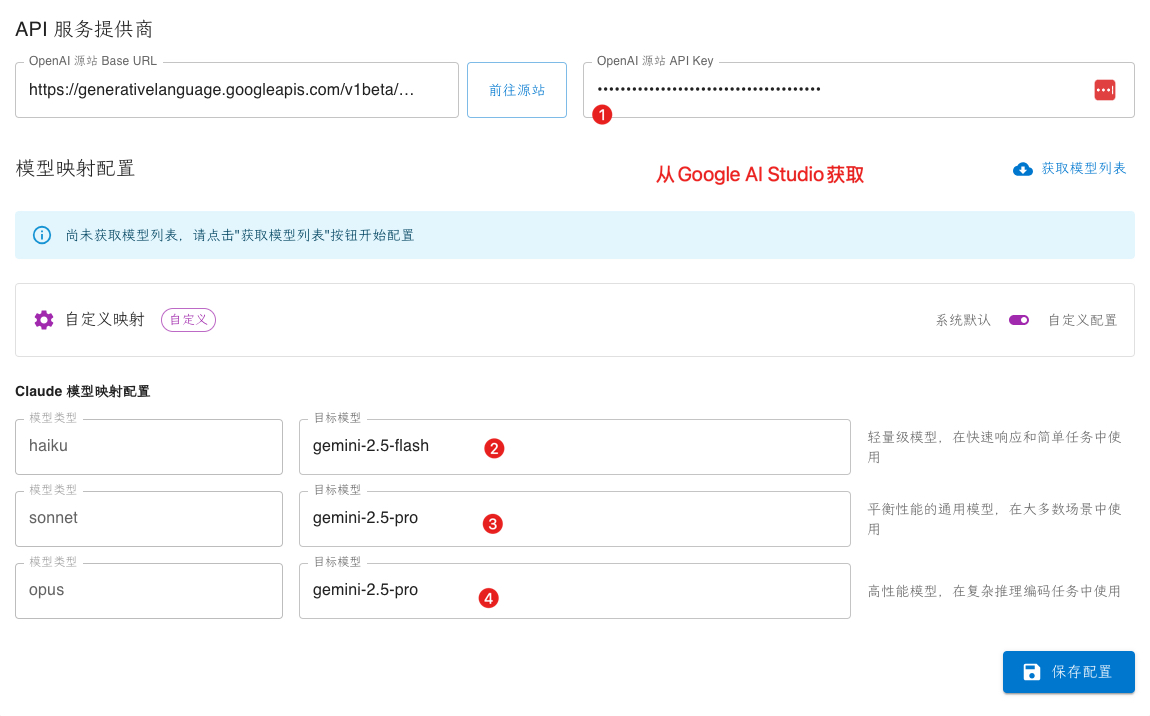 API 服务提供商
OpenAI 源站 Base URL
https://generativelanguage.googleapis.com/v1beta/…
前往源站
OpenAI 源站 API Key
••••••••••••••••••••••••••••••••••••••
1
模型映射配置
从Google AI Studio获取
获取模型列表
尚未获取模型列表，请点击"获取模型列表"按钮开始配置
自定义映射
自定义
系统默认
自定义配置
Claude 模型映射配置
模型类型
haiku
目标模型
gemini-2.5-flash
2
轻量级模型，在快速响应和简单任务中使
用
模型类型
sonnet
目标模型
gemini-2.5-pro
3
平衡性能的通用模型，在大多数场景中使
用
模型类型
opus
目标模型
gemini-2.5-pro
4
高性能模型，在复杂推理编码任务中使用
保存配置